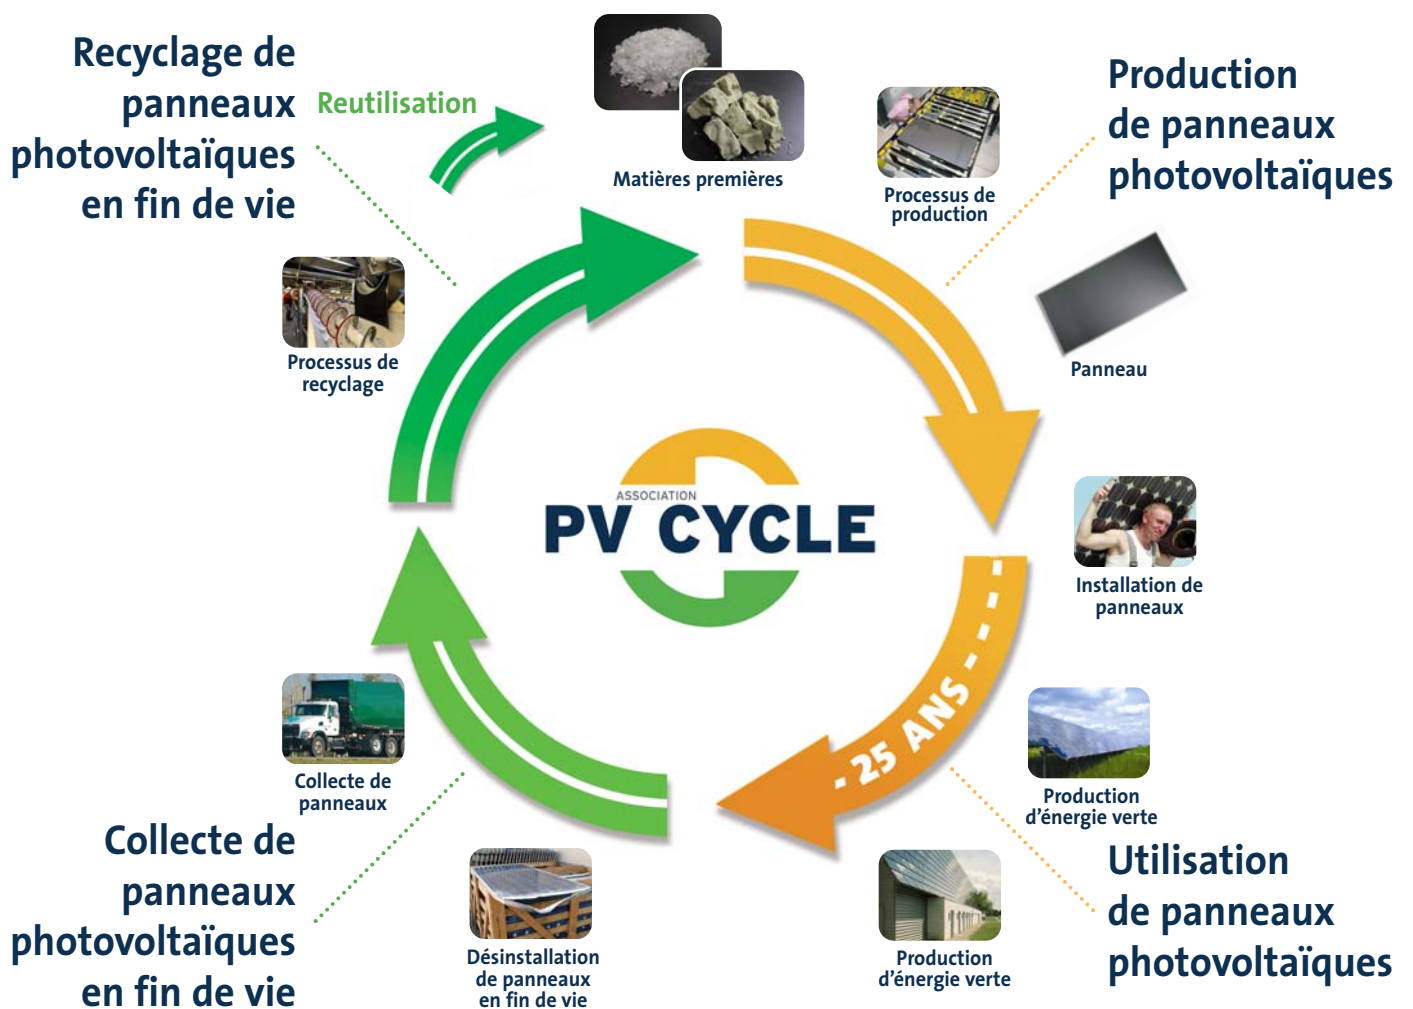 Recyclage de
panneaux
photovoltaïques
en fin de vie
Reutilisation
Matières premières
Processus de
production
Production
de panneaux
photovoltaïques
Panneau
Processus de
recyclage
ASSOCIATION
PV CYCLE
Installation de
panneaux
- 25 ANS -
Production
d'énergie verte
Collecte de
panneaux
Collecte de
panneaux
photovoltaïques
en fin de vie
Désinstallation
de panneaux
en fin de vie
Production
d'énergie verte
Utilisation
de panneaux
photovoltaïques